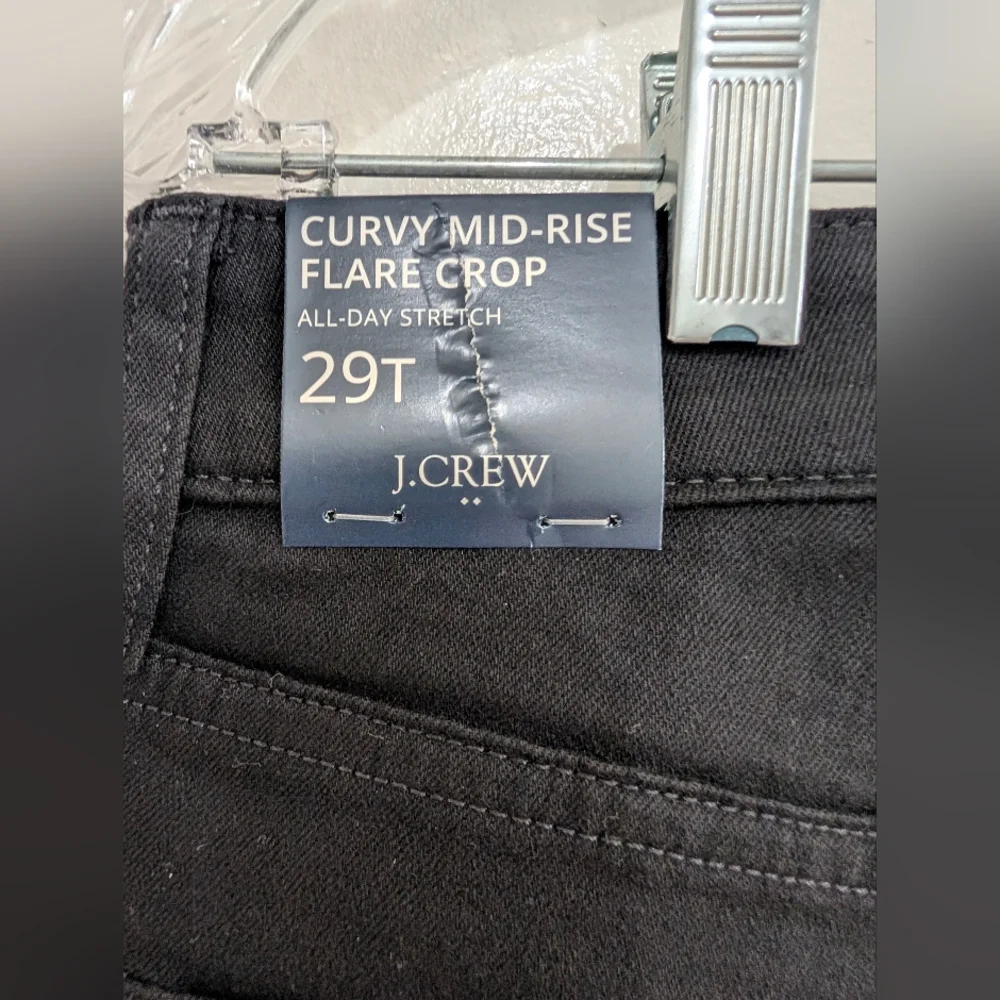 CURVY MID-RISE
FLARE CROP
ALL-DAY STRETCH
29T
J.CREW